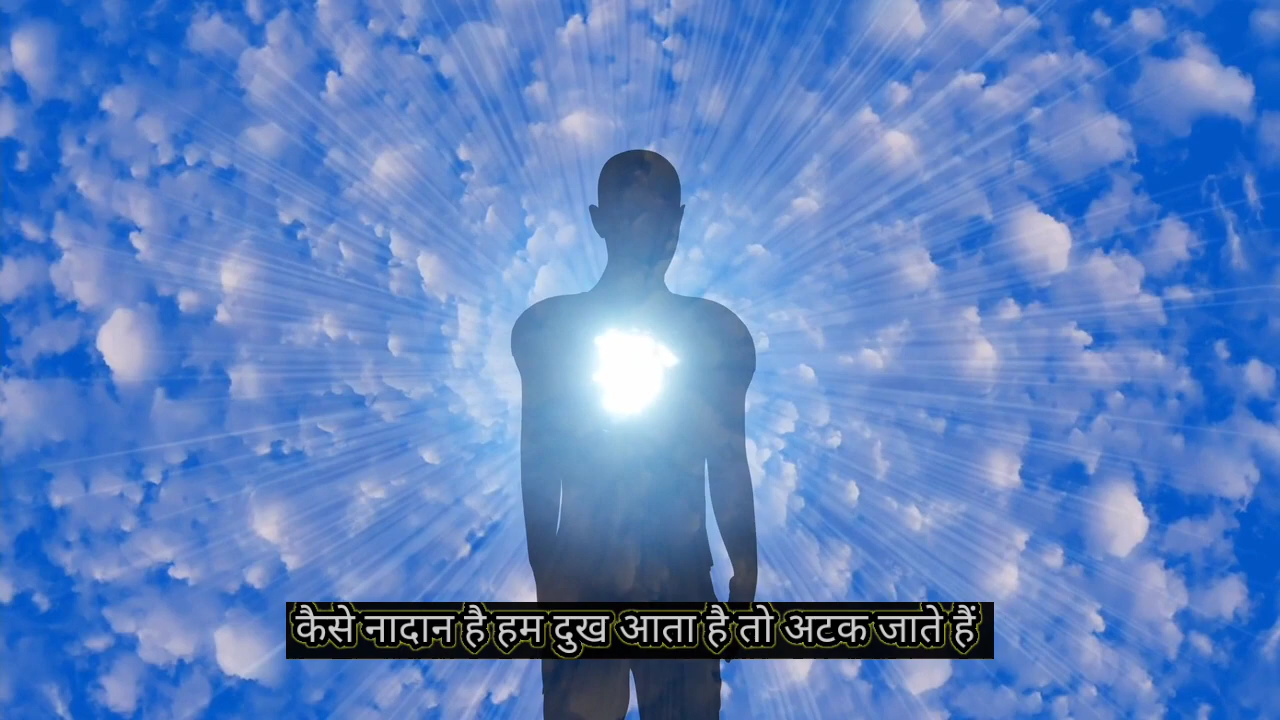 कैसे नादान है हम दुख आता है तो अटक जाते हैं